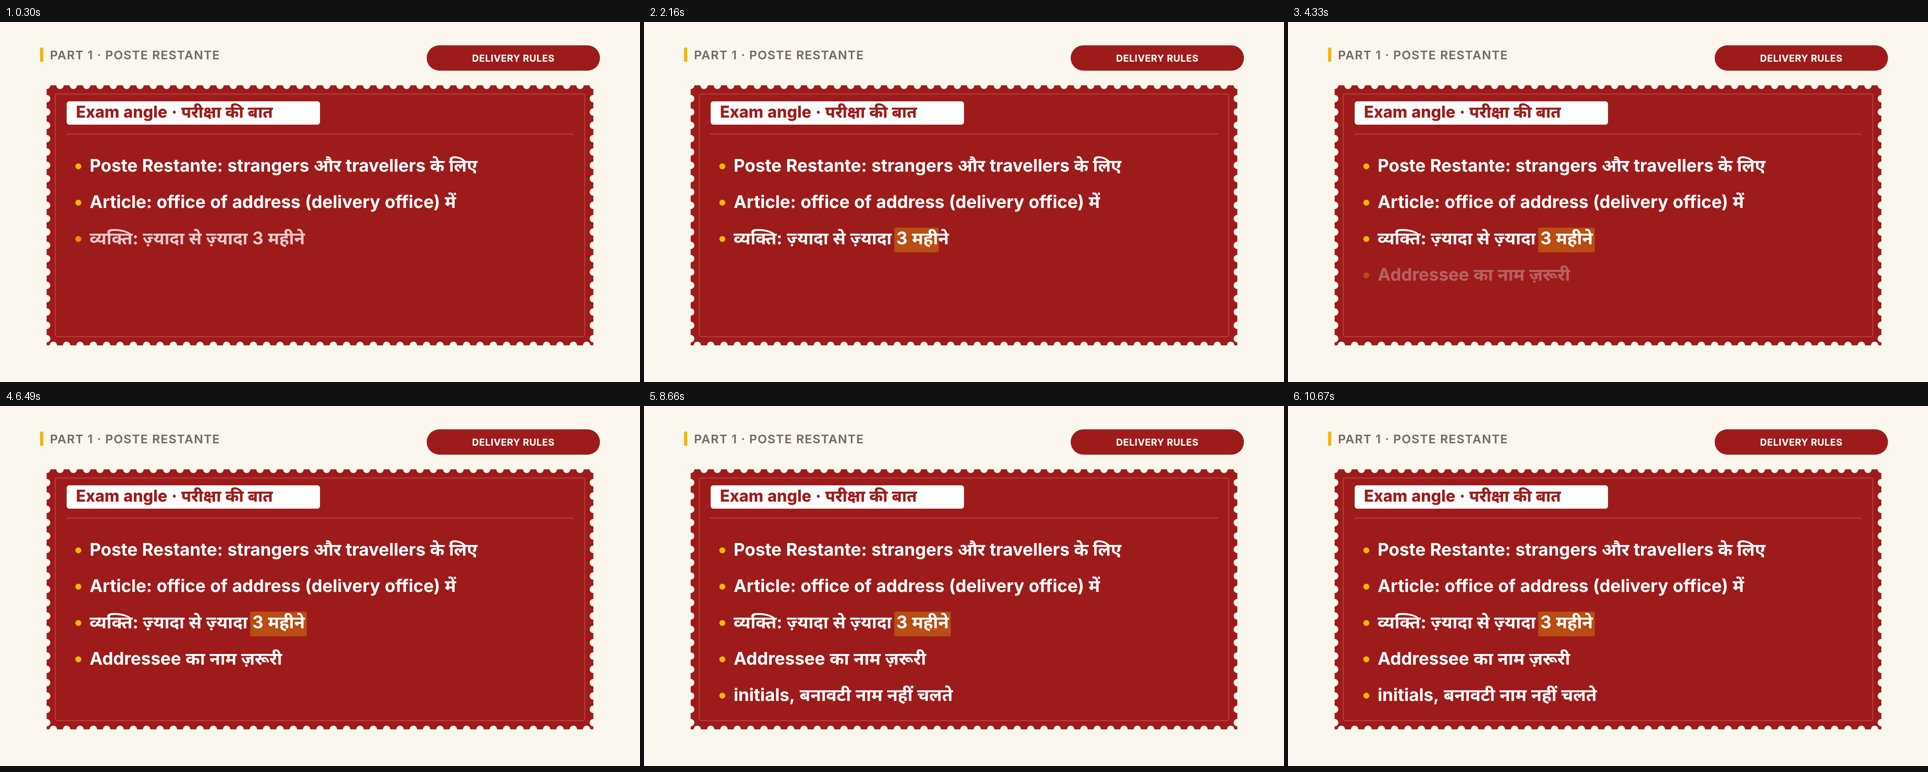 1. 0.30s
PART 1 · POSTE RESTANTE
DELIVERY RULES
Exam angle · परीक्षा की बात
• Poste Restante: strangers और travellers के लिए
• Article: office of address (delivery office) में
• व्यक्ति: ज़्यादा से ज़्यादा 3 महीने
2. 2.16s
PART 1 · POSTE RESTANTE
DELIVERY RULES
Exam angle · परीक्षा की बात
• Poste Restante: strangers और travellers के लिए
• Article: office of address (delivery office) में
• व्यक्ति: ज़्यादा से ज़्यादा 3 महीने
3. 4.33s
PART 1 · POSTE RESTANTE
DELIVERY RULES
Exam angle · परीक्षा की बात
• Poste Restante: strangers और travellers के लिए
• Article: office of address (delivery office) में
• व्यक्ति: ज़्यादा से ज़्यादा 3 महीने
• Addressee का नाम ज़रूरी
4. 6.49s
PART 1 · POSTE RESTANTE
DELIVERY RULES
Exam angle · परीक्षा की बात
• Poste Restante: strangers और travellers के लिए
• Article: office of address (delivery office) में
• व्यक्ति: ज़्यादा से ज़्यादा 3 महीने
• Addressee का नाम ज़रूरी
5. 8.66s
PART 1 · POSTE RESTANTE
DELIVERY RULES
Exam angle · परीक्षा की बात
• Poste Restante: strangers और travellers के लिए
• Article: office of address (delivery office) में
• व्यक्ति: ज़्यादा से ज़्यादा 3 महीने
• Addressee का नाम ज़रूरी
• initials, बनावटी नाम नहीं चलते
6. 10.67s
PART 1 · POSTE RESTANTE
DELIVERY RULES
Exam angle · परीक्षा की बात
• Poste Restante: strangers और travellers के लिए
• Article: office of address (delivery office) में
• व्यक्ति: ज़्यादा से ज़्यादा 3 महीने
• Addressee का नाम ज़रूरी
• initials, बनावटी नाम नहीं चलते